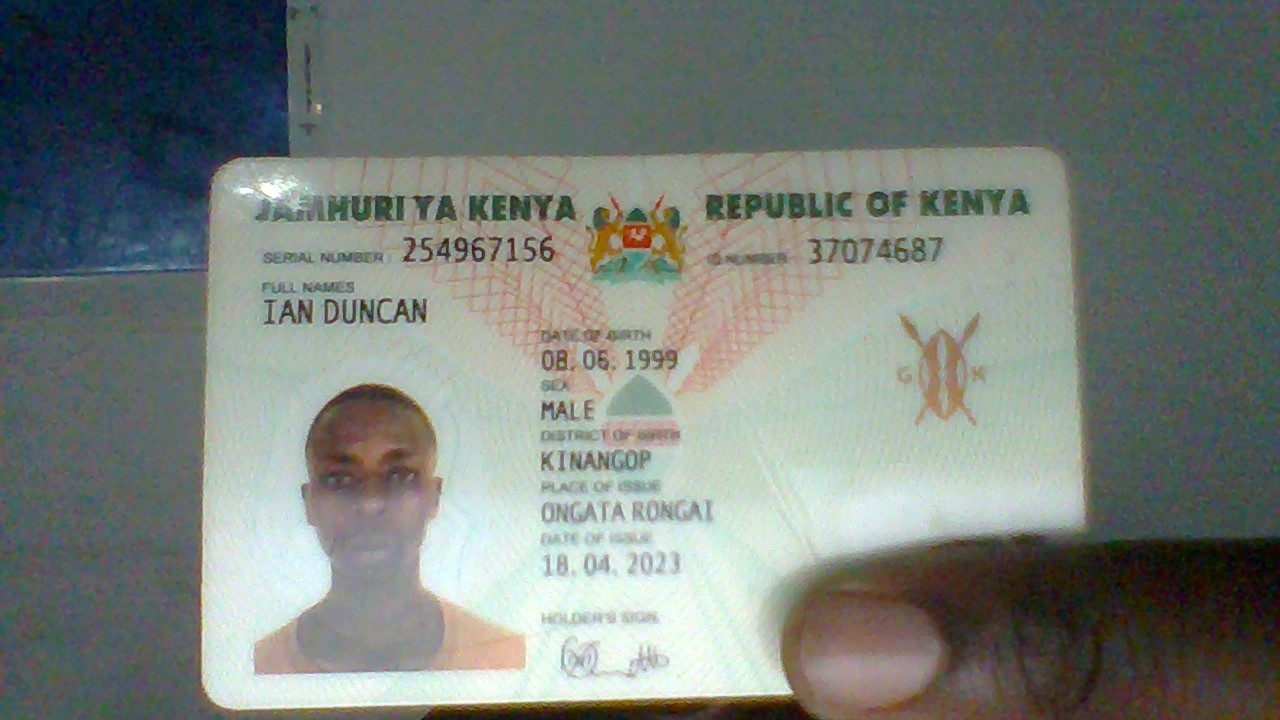 JAMHURI YA KENYA REPUBLIC OF KENYA
SERIAL NUMBER 254967156 ID NUMBER 37074687
FULL NAMES
IAN DUNCAN
DATE OF BIRTH
08. 06. 1999
SEX
MALE
G K
DISTRICT OF BIRTH
KINANGOP
PLACE OF ISSUE
ONGATA RONGAI
DATE OF ISSUE
18. 04. 2023
HOLDER'S SIGN.